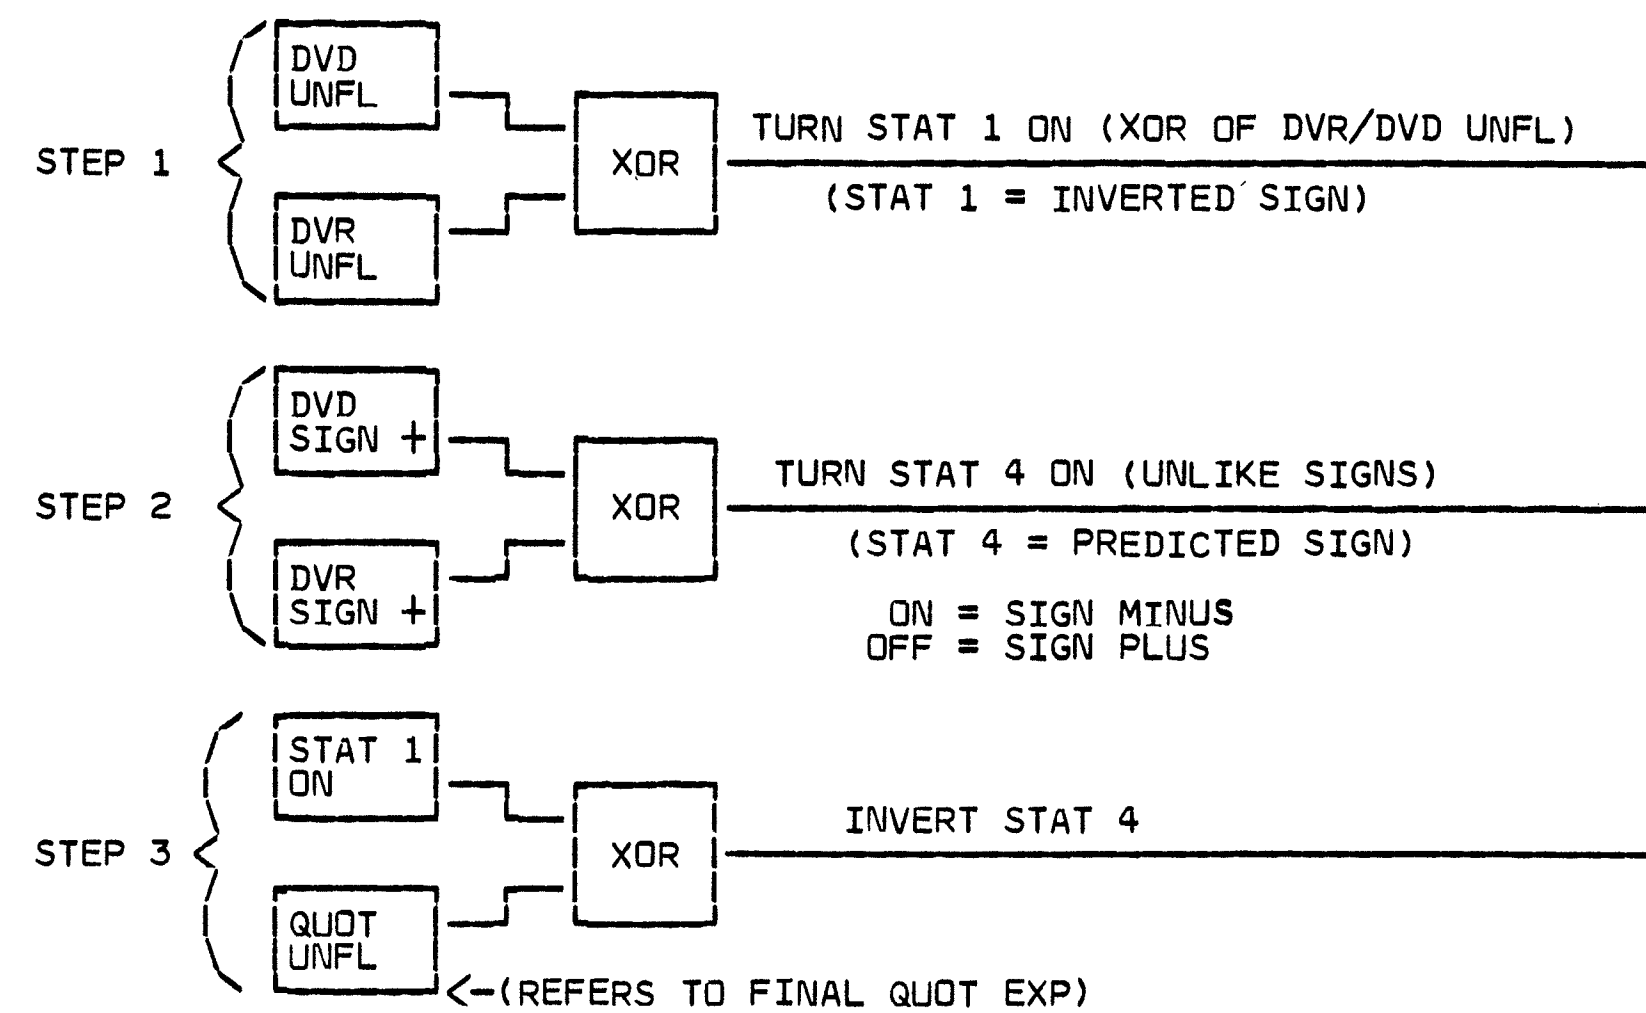 DVD
UNFL
STEP 1
XOR
TURN STAT 1 ON (XOR OF DVR/DVD UNFL)
(STAT 1 = INVERTED SIGN)
DVR
UNFL
DVD
SIGN +
STEP 2
XOR
TURN STAT 4 ON (UNLIKE SIGNS)
(STAT 4 = PREDICTED SIGN)
DVR
SIGN +
ON = SIGN MINUS
OFF = SIGN PLUS
STAT 1
ON
STEP 3
XOR
INVERT STAT 4
QUOT
UNFL
<-(REFERS TO FINAL QUOT EXP)